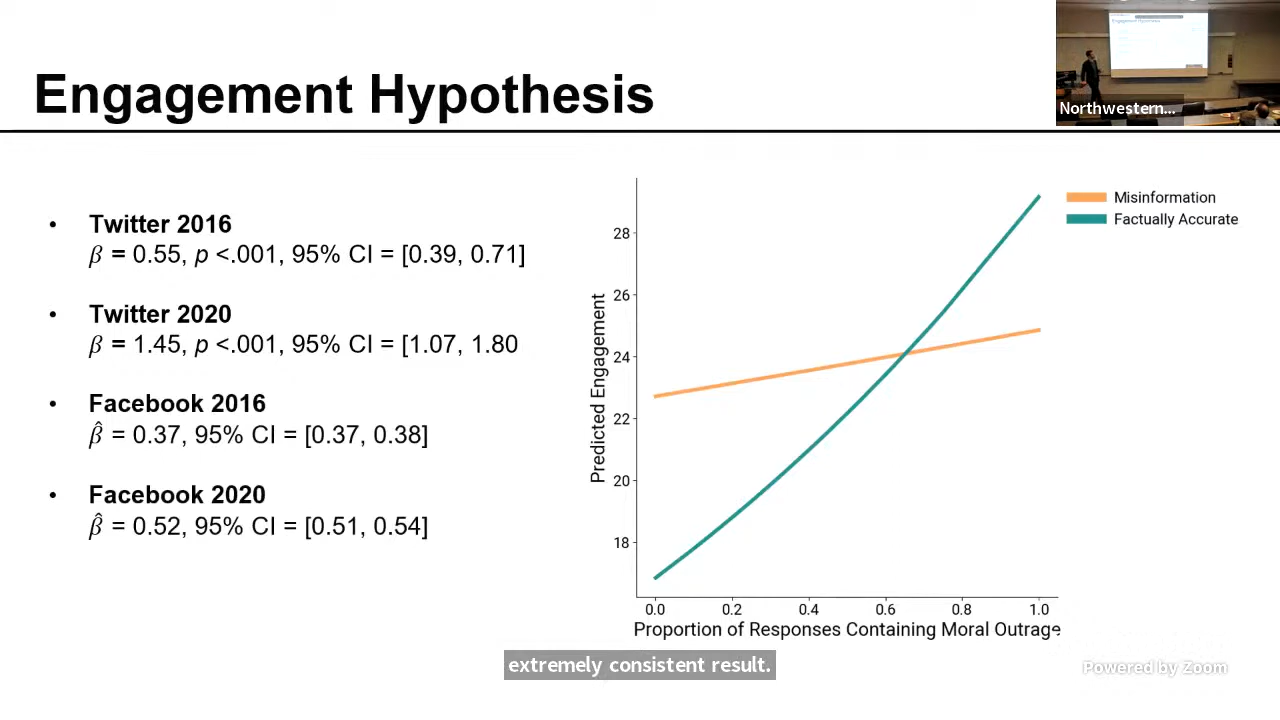 Engagement Hypothesis
Northwestern...
• Twitter 2016
β = 0.55, p <.001, 95% CI = [0.39, 0.71]
• Twitter 2020
β = 1.45, p <.001, 95% CI = [1.07, 1.80
• Facebook 2016
β̂ = 0.37, 95% CI = [0.37, 0.38]
• Facebook 2020
β̂ = 0.52, 95% CI = [0.51, 0.54]
Misinformation
Factually Accurate
Predicted Engagement
28
26
24
22
20
18
0.0 0.2 0.4 0.6 0.8 1.0
Proportion of Responses Containing Moral Outrage
extremely consistent result.
Powered by Zoom